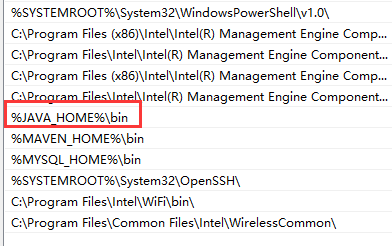 %SYSTEMROOT%\System32\WindowsPowerShell\v1.0\
C:\Program Files (x86)\Intel\Intel(R) Management Engine Comp...
C:\Program Files\Intel\Intel(R) Management Engine Component...
C:\Program Files (x86)\Intel\Intel(R) Management Engine Comp...
C:\Program Files\Intel\Intel(R) Management Engine Component...
%JAVA_HOME%\bin
%MAVEN_HOME%\bin
%MYSQL_HOME%\bin
%SYSTEMROOT%\System32\OpenSSH\
C:\Program Files\Intel\WiFi\bin\
C:\Program Files\Common Files\Intel\WirelessCommon\